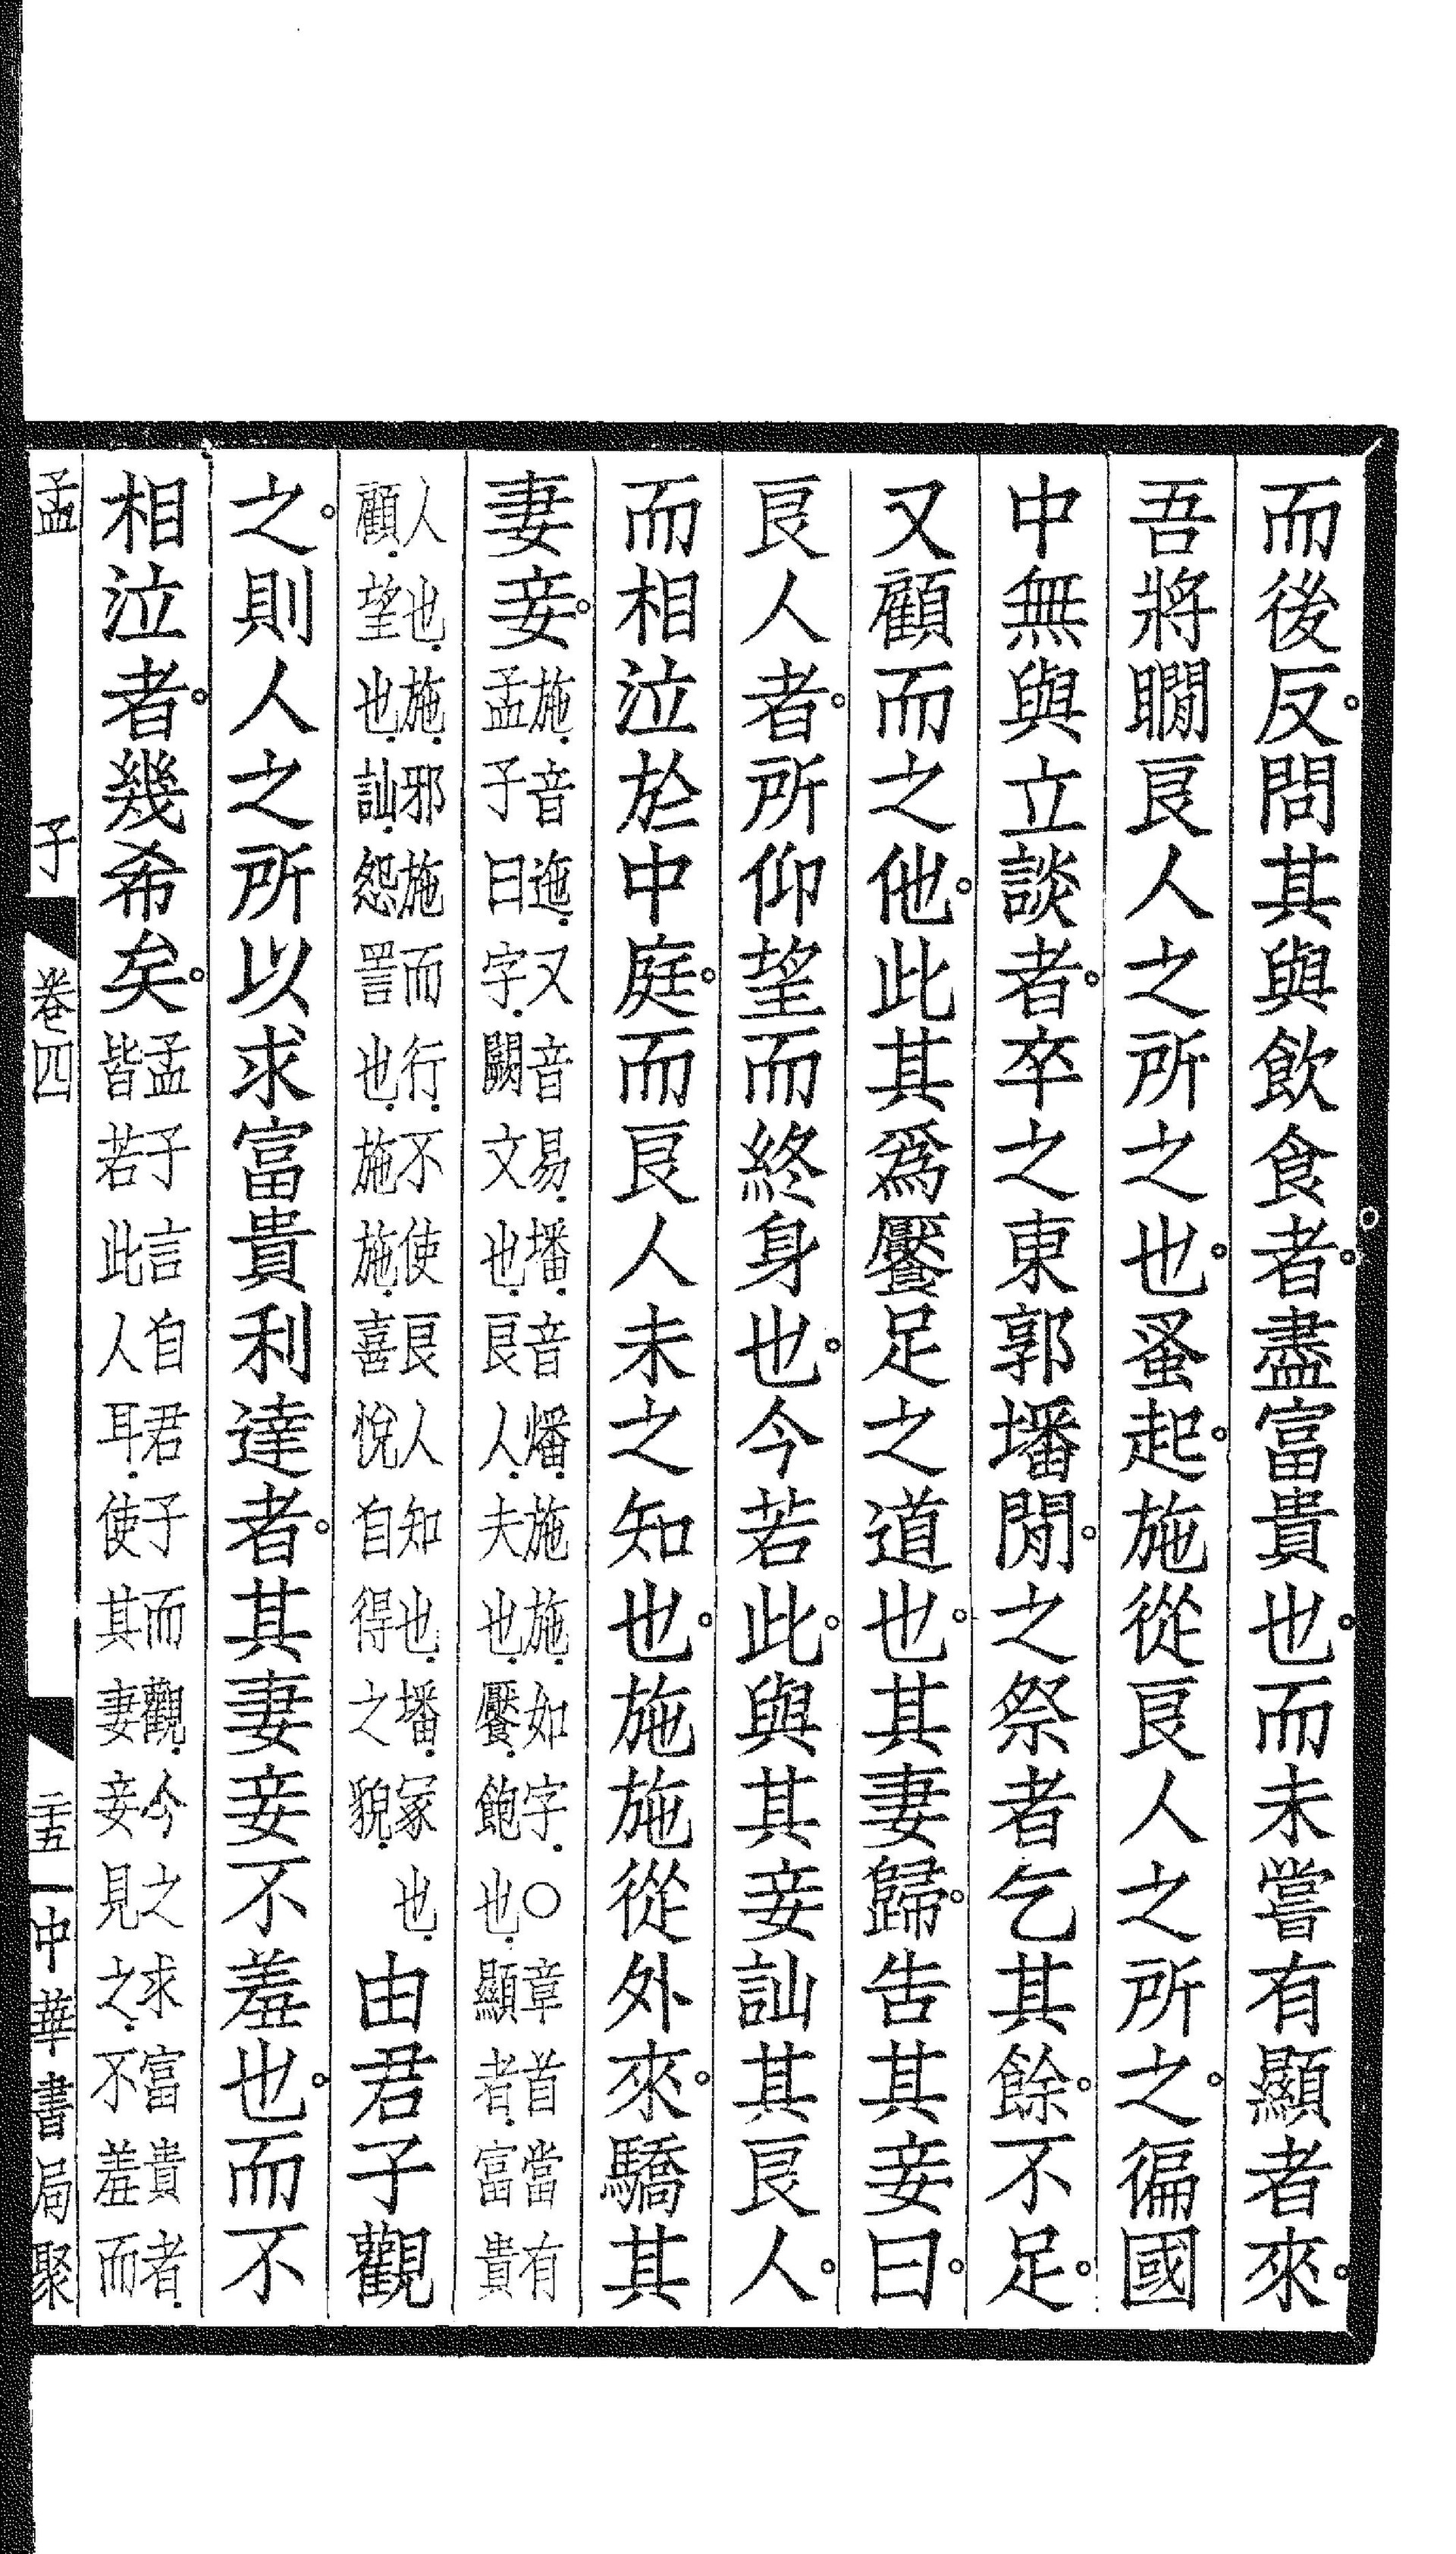 而後反。問其與飲食者。盡富貴也。而未嘗有顯者來。
吾將瞯良人之所之也。蚤起。施從良人之所之。徧國
中無與立談者。卒之東郭墦閒。之祭者乞其餘。不足。
又顧而之他。此其爲饜足之道也。其妻歸。告其妾曰。
良人者。所仰望而終身也。今若此。與其妾訕其良人。
而相泣於中庭。而良人未之知也。施施從外來。驕其
妻妾。
施.音迤.又音易.墦.音燔.施施.如字.○章首當有
孟子曰字.闕文也.良人.夫也.饜.飽也.顯者.富貴
人也.施.邪施而行.不使良人知也.墦.冢也.
顧.望也.訕.怨詈也.施施.喜悅自得之貌.
由君子觀
之。則人之所以求富貴利達者。其妻妾不羞也。而不
相泣者。幾希矣。
孟子言自君子而觀.今之求富貴者.
皆若此人耳.使其妻妾見之.不羞而
孟子 卷四 二十五 中華書局聚